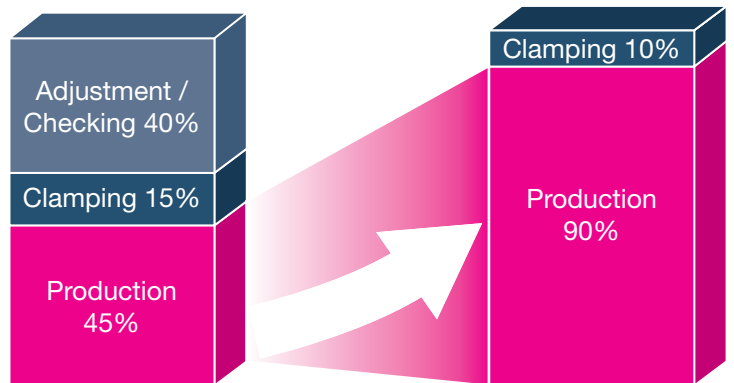 Adjustment /
Checking 40%
Clamping 15%
Production
45%
Clamping 10%
Production
90%